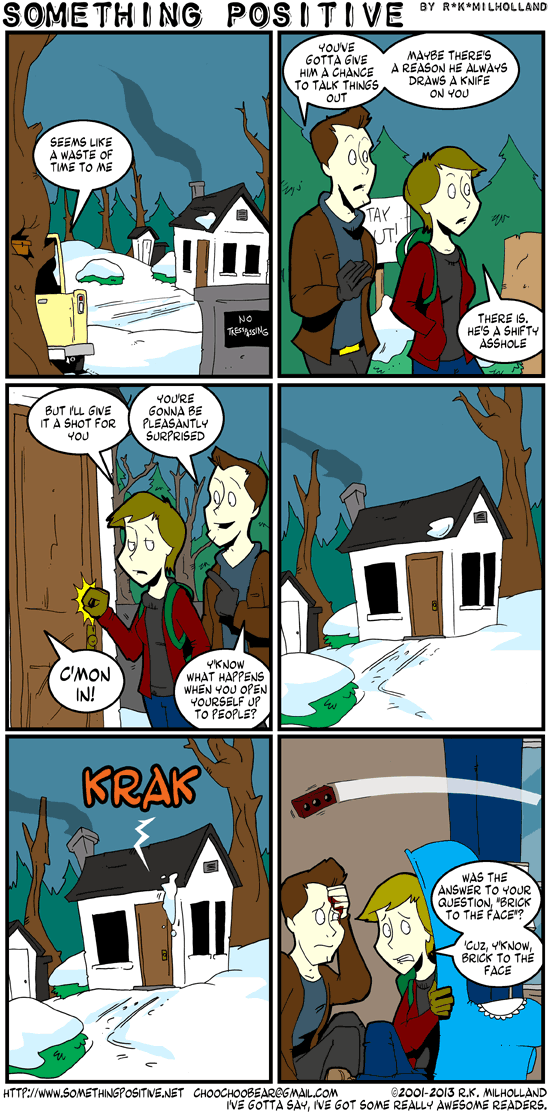 SOMETHING POSITIVE BY R*K*MILHOLLAND
SEEMS LIKE
A WASTE OF
TIME TO ME
NO
TRESSPASSING
YOU'VE
GOTTA GIVE
HIM A CHANCE
TO TALK THINGS
OUT
MAYBE THERE'S
A REASON HE ALWAYS
DRAWS A KNIFE
ON YOU
TAY
UT!
THERE IS.
HE'S A SHIFTY
ASSHOLE
BUT I'LL GIVE
IT A SHOT FOR
YOU
YOU'RE
GONNA BE
PLEASANTLY
SURPRISED
C'MON
IN!
Y'KNOW
WHAT HAPPENS
WHEN YOU OPEN
YOURSELF UP
TO PEOPLE?
KRAK
WAS THE
ANSWER TO YOUR
QUESTION, "BRICK
TO THE FACE"?
'CUZ, Y'KNOW,
BRICK TO THE
FACE
HTTP://WWW.SOMETHINGPOSITIVE.NET CHOOCHOOBEAR@GMAIL.COM ©2001-2013 R.K. MILHOLLAND
I'VE GOTTA SAY, I'VE GOT SOME REALLY AWESOME READERS.